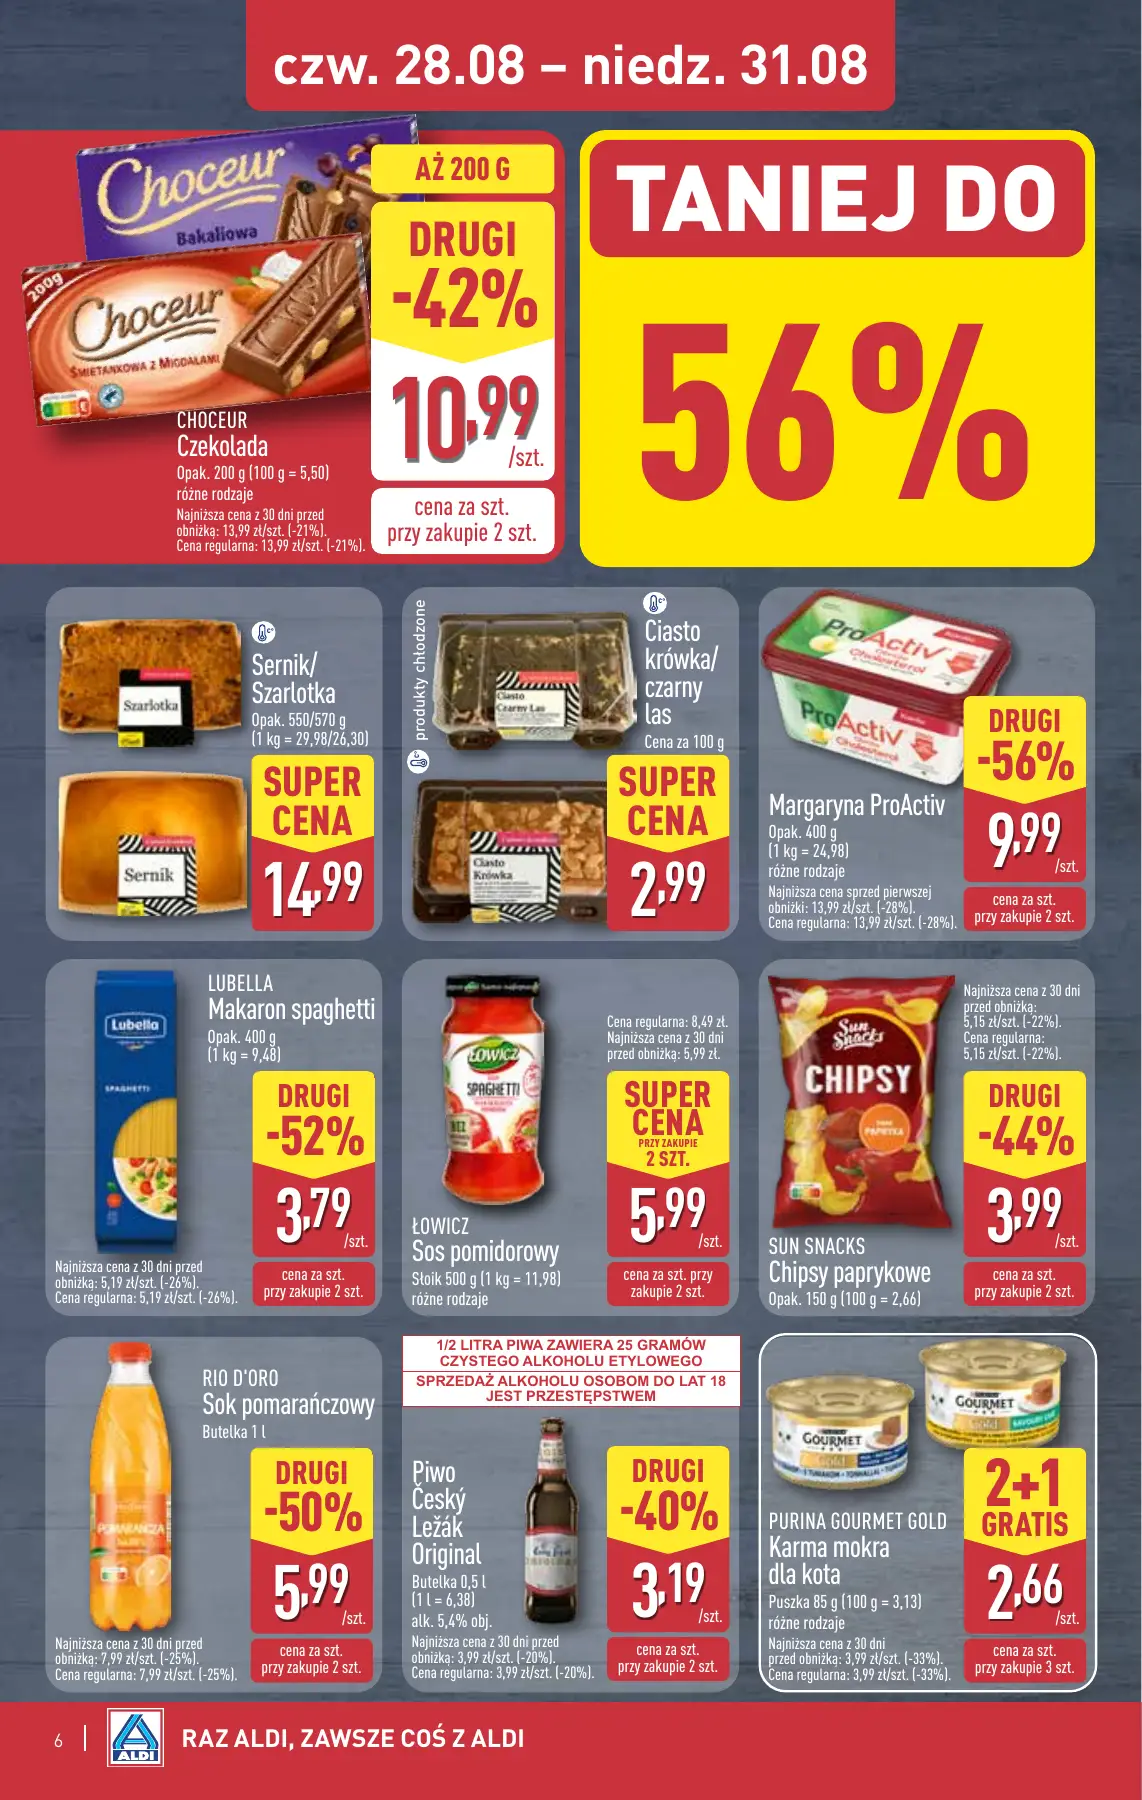 czw. 28.08 – niedz. 31.08
Choceur
Bakaliowa
200g
Choceur
ŚMIETANKOWA Z MIGDAŁAMI
CHOCEUR
Czekolada
Opak. 200 g (100 g = 5,50)
różne rodzaje
Najniższa cena z 30 dni przed
obniżką: 13,99 zł/szt. (-21%).
Cena regularna: 13,99 zł/szt. (-21%).
AŻ 200 G
DRUGI
-42%
10,99
/szt.
cena za szt.
przy zakupie 2 szt.
TANIEJ DO
56%
Szarlotka
Sernik
Sernik/
Szarlotka
Opak. 550/570 g
(1 kg = 29,98/26,30)
SUPER
CENA
14,99
produkty chłodzone
Ciasto
Czarny Las
Ciasto
Krówka
Ciasto
krówka/
czarny
las
Cena za 100 g
SUPER
CENA
2,99
ProActiv
Cholesterol
ProActiv
Cholesterol
Margaryna ProActiv
Opak. 400 g
(1 kg = 24,98)
różne rodzaje
Najniższa cena sprzed pierwszej
obniżki: 13,99 zł/szt. (-28%).
Cena regularna: 13,99 zł/szt. (-28%).
DRUGI
-56%
9,99
/szt.
cena za szt.
przy zakupie 2 szt.
Lubella
SPAGHETTI
LUBELLA
Makaron spaghetti
Opak. 400 g
(1 kg = 9,48)
DRUGI
-52%
3,79
/szt.
cena za szt.
przy zakupie 2 szt.
Najniższa cena z 30 dni przed
obniżką: 5,19 zł/szt. (-26%).
Cena regularna: 5,19 zł/szt. (-26%).
ŁOWICZ
SPAGHETTI
BEZ
Cena regularna: 8,49 zł.
Najniższa cena z 30 dni
przed obniżką: 5,99 zł.
SUPER
CENA
PRZY ZAKUPIE
2 SZT.
5,99
/szt.
cena za szt. przy
zakupie 2 szt.
ŁOWICZ
Sos pomidorowy
Słoik 500 g (1 kg = 11,98)
różne rodzaje
Sun
Snacks
CHIPSY
PAPRYKA
Najniższa cena z 30 dni
przed obniżką:
5,15 zł/szt. (-22%).
Cena regularna:
5,15 zł/szt. (-22%).
DRUGI
-44%
3,99
/szt.
cena za szt.
przy zakupie 2 szt.
SUN SNACKS
Chipsy paprykowe
Opak. 150 g (100 g = 2,66)
POMARAŃCZA
RIO D'ORO
Sok pomarańczowy
Butelka 1 l
DRUGI
-50%
5,99
/szt.
cena za szt.
przy zakupie 2 szt.
Najniższa cena z 30 dni przed
obniżką: 7,99 zł/szt. (-25%).
Cena regularna: 7,99 zł/szt. (-25%).
1/2 LITRA PIWA ZAWIERA 25 GRAMÓW
CZYSTEGO ALKOHOLU ETYLOWEGO
SPRZEDAŻ ALKOHOLU OSOBOM DO LAT 18
JEST PRZESTĘPSTWEM
Piwo
Český
Ležák
Original
Butelka 0,5 l
(1 l = 6,38)
alk. 5,4% obj.
Najniższa cena z 30 dni przed
obniżką: 3,99 zł/szt. (-20%).
Cena regularna: 3,99 zł/szt. (-20%).
DRUGI
-40%
3,19
/szt.
cena za szt.
przy zakupie 2 szt.
GOURMET
Gold
GOURMET
Gold
PURINA GOURMET GOLD
Karma mokra
dla kota
Puszka 85 g (100 g = 3,13)
różne rodzaje
Najniższa cena z 30 dni
przed obniżką: 3,99 zł/szt. (-33%).
Cena regularna: 3,99 zł/szt. (-33%).
2+1
GRATIS
2,66
/szt.
cena za szt.
przy zakupie 3 szt.
6
ALDI
RAZ ALDI, ZAWSZE COŚ Z ALDI